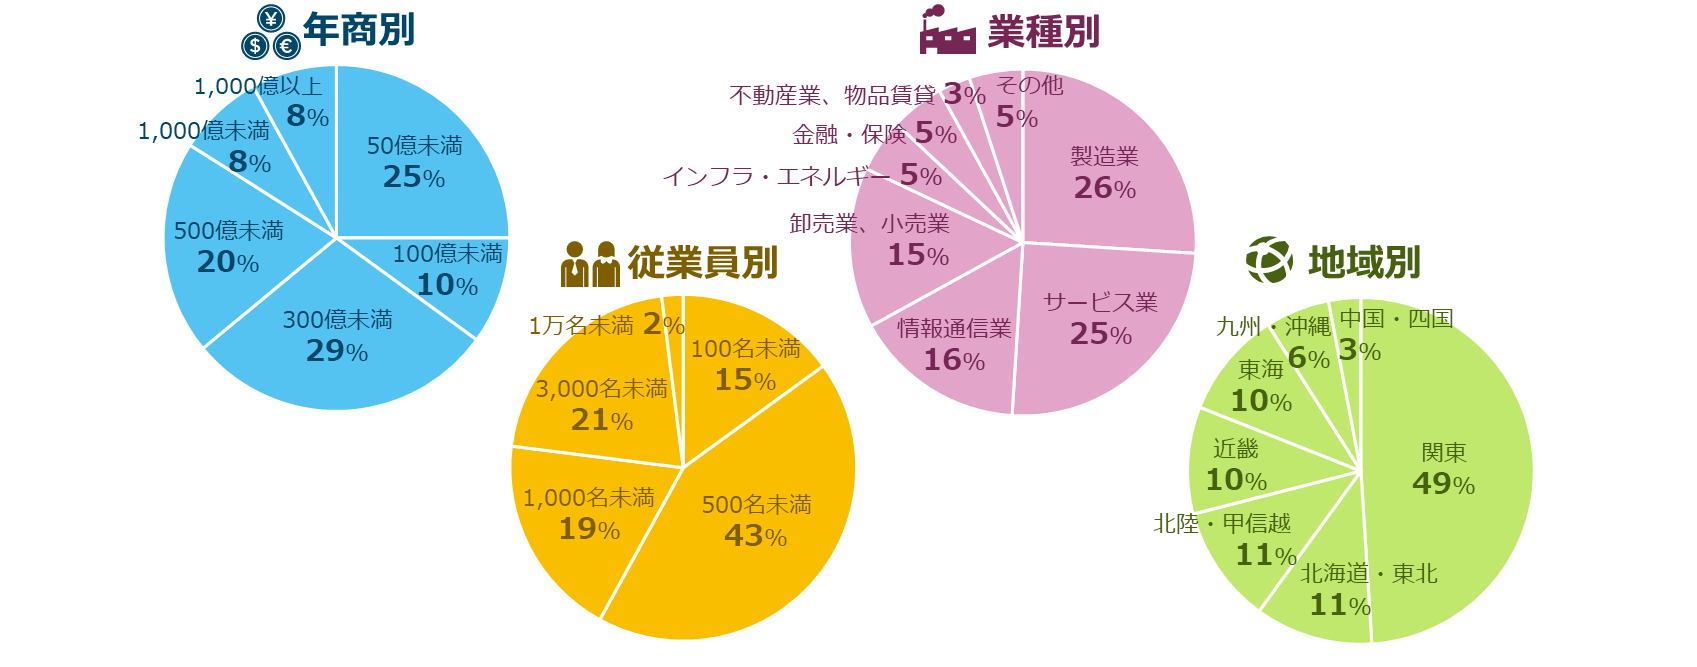 年商別
50億未満
25%
100億未満
10%
300億未満
29%
500億未満
20%
1,000億未満
8%
1,000億以上
8%
従業員別
100名未満
15%
500名未満
43%
1,000名未満
19%
3,000名未満
21%
1万名未満 2%
業種別
製造業
26%
サービス業
25%
情報通信業
16%
卸売業、小売業
15%
インフラ・エネルギー 5%
金融・保険 5%
不動産業、物品賃貸 3%
その他
5%
地域別
関東
49%
北海道・東北
11%
北陸・甲信越
11%
近畿
10%
東海
10%
九州・沖縄
6%
中国・四国
3%